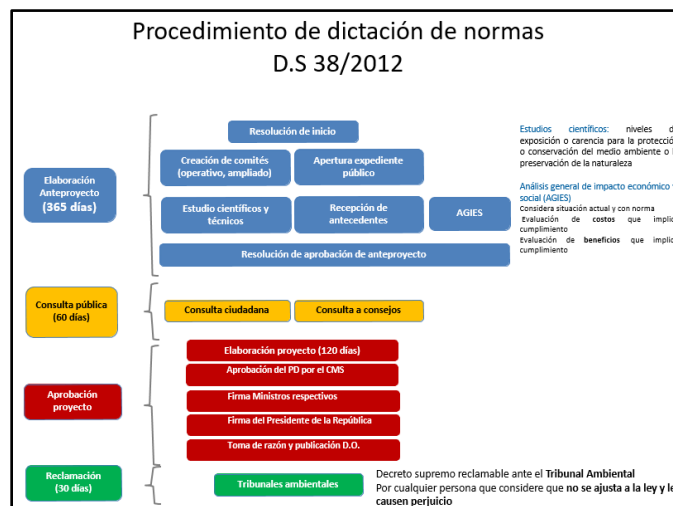 Procedimiento de dictación de normas
D.S 38/2012
Elaboración
Anteproyecto
(365 días)
Resolución de inicio
Creación de comités
(operativo, ampliado)
Apertura expediente
público
Estudio científicos y
técnicos
Recepción de
antecedentes
AGIES
Resolución de aprobación de anteproyecto
Estudios científicos: niveles d
exposición o carencia para la protecció
o conservación del medio ambiente o l
preservación de la naturaleza
Análisis general de impacto económico
social (AGIES)
Considera situación actual y con norma
Evaluación de costos que implic
cumplimiento
Evaluación de beneficios que implic
cumplimiento
Consulta pública
(60 días)
Consulta ciudadana
Consulta a consejos
Aprobación
proyecto
Elaboración proyecto (120 días)
Aprobación del PD por el CMS
Firma Ministros respectivos
Firma del Presidente de la República
Toma de razón y publicación D.O.
Reclamación
(30 días)
Tribunales ambientales
Decreto supremo reclamable ante el Tribunal Ambiental
Por cualquier persona que considere que no se ajusta a la ley y le
causen perjuicio